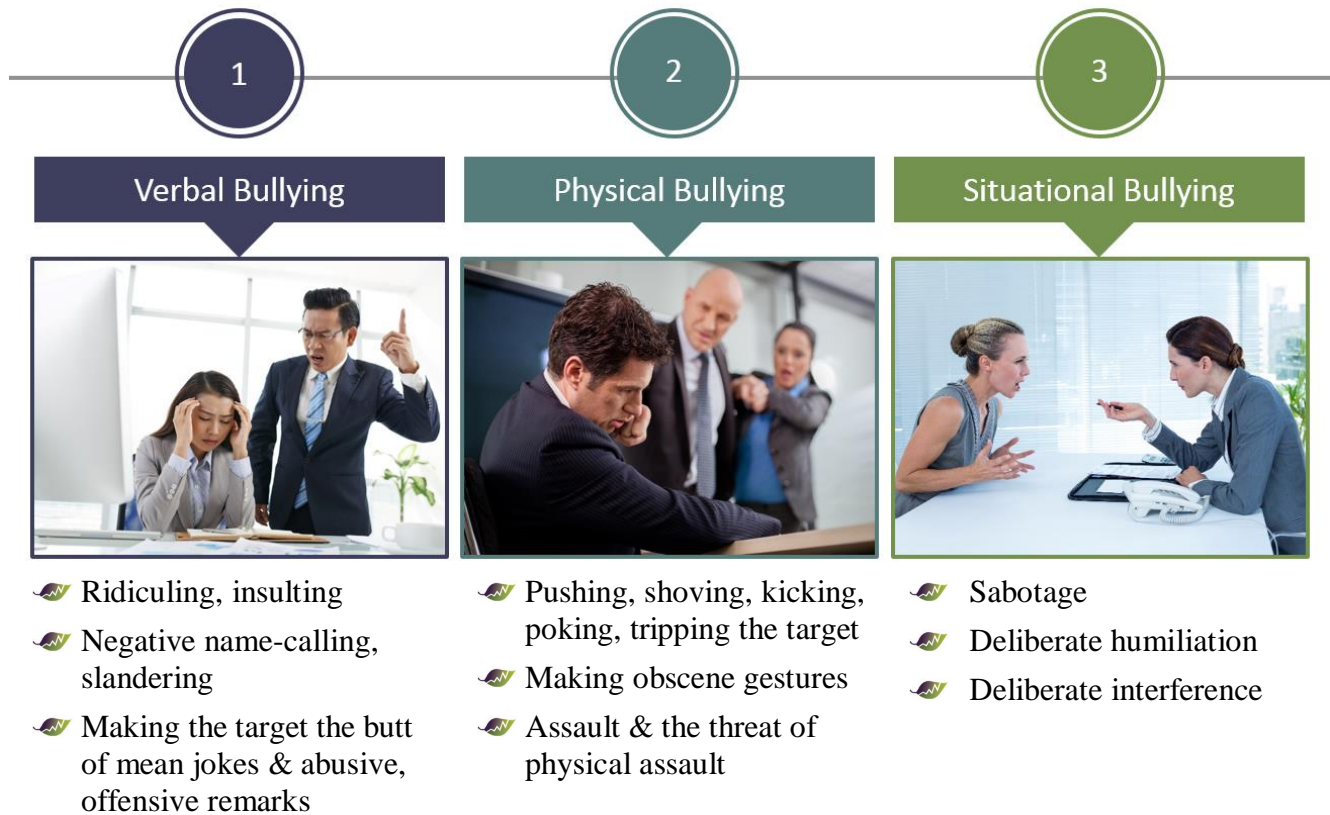 1
2
3
Verbal Bullying
Physical Bullying
Situational Bullying
Ridiculing, insulting
Negative name-calling,
slandering
Making the target the butt
of mean jokes & abusive,
offensive remarks
Pushing, shoving, kicking,
poking, tripping the target
Making obscene gestures
Assault & the threat of
physical assault
Sabotage
Deliberate humiliation
Deliberate interference